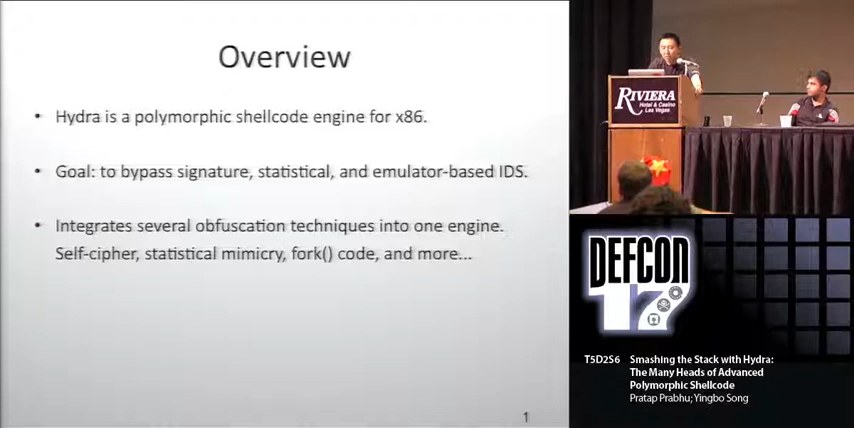 Overview
• Hydra is a polymorphic shellcode engine for x86.
• Goal: to bypass signature, statistical, and emulator-based IDS.
• Integrates several obfuscation techniques into one engine.
Self-cipher, statistical mimicry, fork() code, and more...
1
RIVIERA
Hotel & Casino
Las Vegas
DEFCON
17
T5D2S6
Smashing the Stack with Hydra:
The Many Heads of Advanced
Polymorphic Shellcode
Pratap Prabhu; Yingbo Song